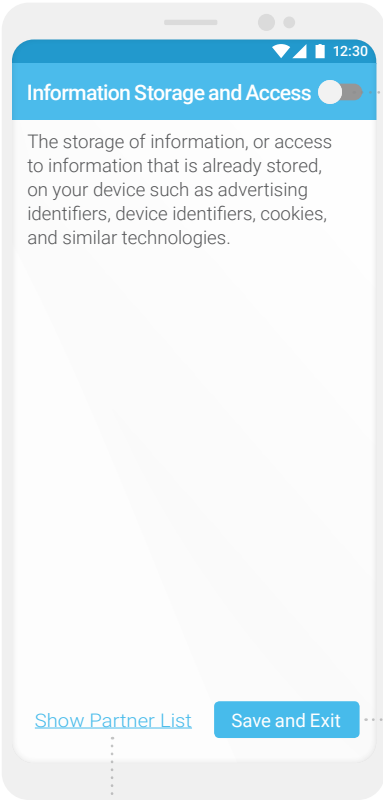 12:30
Information Storage and Access
The storage of information, or access
to information that is already stored,
on your device such as advertising
identifiers, device identifiers, cookies,
and similar technologies.
Show Partner List
Save and Exit